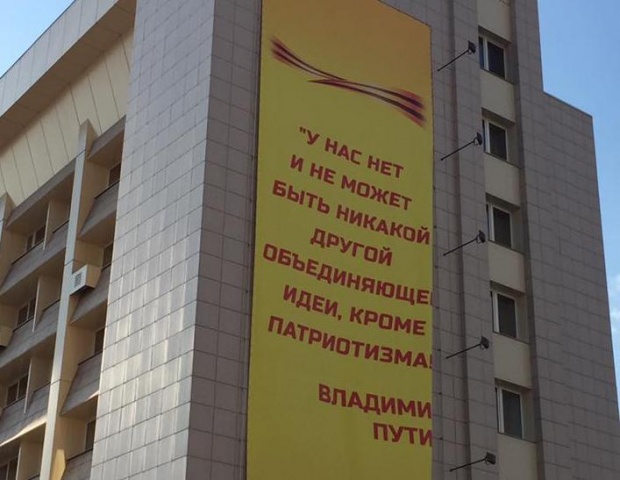 "У НАС НЕТ
И НЕ МОЖЕТ
БЫТЬ НИКАКОЙ
ДРУГОЙ
ОБЪЕДИНЯЮЩЕ
ИДЕИ, КРОМЕ
ПАТРИОТИЗМА
ВЛАДИМИ
ПУТИ